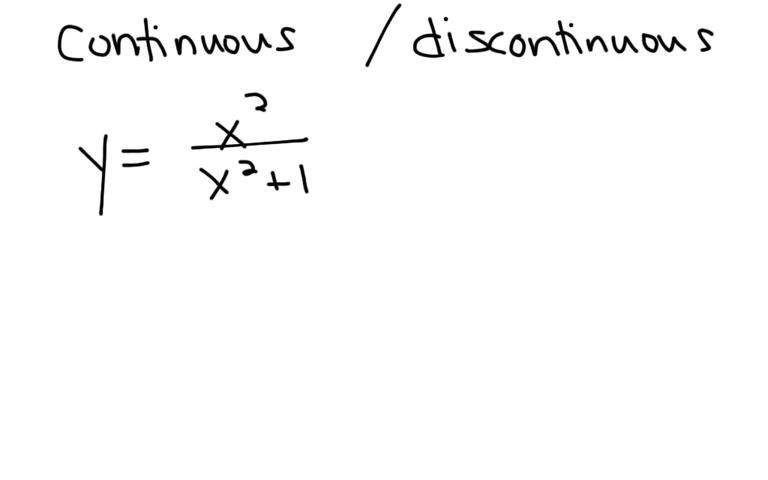 continuous / discontinuous
y = x² / x²+1